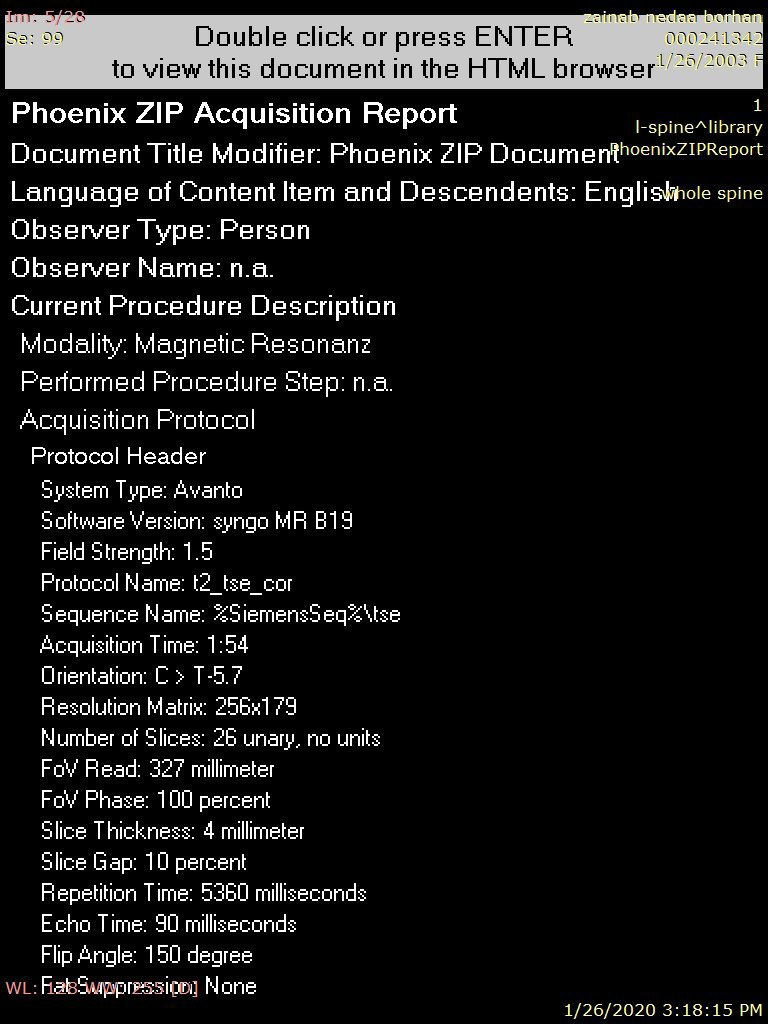 Im: 5/28
Se: 99
zainab nedaa borhan
000241342
1/26/2003 F
Double click or press ENTER
to view this document in the HTML browser
1
l-spine^library
PhoenixZIPReport
whole spine
Phoenix ZIP Acquisition Report
Document Title Modifier: Phoenix ZIP Document
Language of Content Item and Descendents: English
Observer Type: Person
Observer Name: n.a.
Current Procedure Description
Modality: Magnetic Resonanz
Performed Procedure Step: n.a.
Acquisition Protocol
Protocol Header
System Type: Avanto
Software Version: syngo MR B19
Field Strength: 1.5
Protocol Name: t2_tse_cor
Sequence Name: %SiemensSeq%\tse
Acquisition Time: 1:54
Orientation: C > T-5.7
Resolution Matrix: 256x179
Number of Slices: 26 unary, no units
FoV Read: 327 millimeter
FoV Phase: 100 percent
Slice Thickness: 4 millimeter
Slice Gap: 10 percent
Repetition Time: 5360 milliseconds
Echo Time: 90 milliseconds
Flip Angle: 150 degree
Fat Suppression: None
WL: 128 WW: 255 [D]
1/26/2020 3:18:15 PM